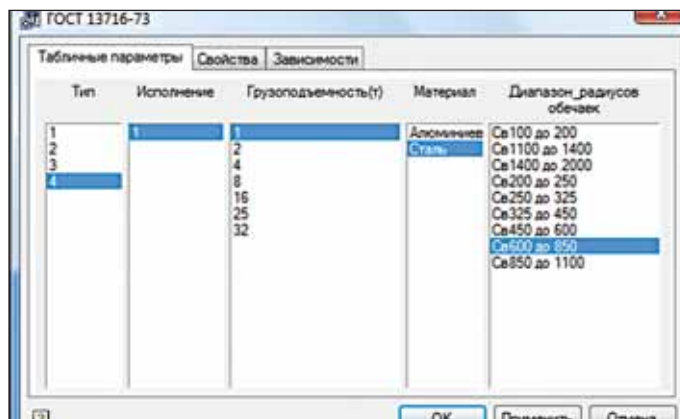 ГОСТ 13716-73
Табличные параметры Свойства Зависимости
Тип Исполнение Грузоподъемность(т) Материал Диапазон_радиусов обечаек
1 1 1 Алюминиев Св100 до 200
2 2 Сталь Св1100 до 1400
3 4 Св1400 до 2000
4 8 Св200 до 250
16 Св250 до 325
25 Св325 до 450
32 Св450 до 600
Св600 до 850
Св850 до 1100
OK Применить Отмена